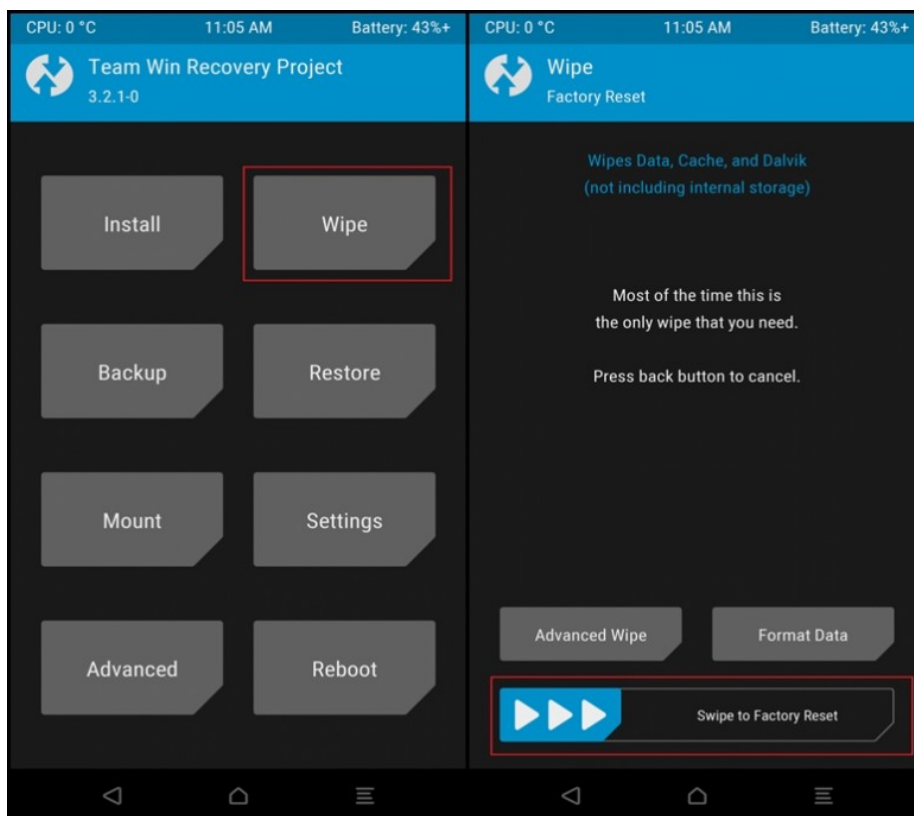 CPU: 0 °C 11:05 AM Battery: 43%+
Team Win Recovery Project
3.2.1-0
Install Wipe
Backup Restore
Mount Settings
Advanced Reboot
CPU: 0 °C 11:05 AM Battery: 43%+
Wipe
Factory Reset
Wipes Data, Cache, and Dalvik
(not including internal storage)
Most of the time this is
the only wipe that you need.
Press back button to cancel.
Advanced Wipe Format Data
Swipe to Factory Reset